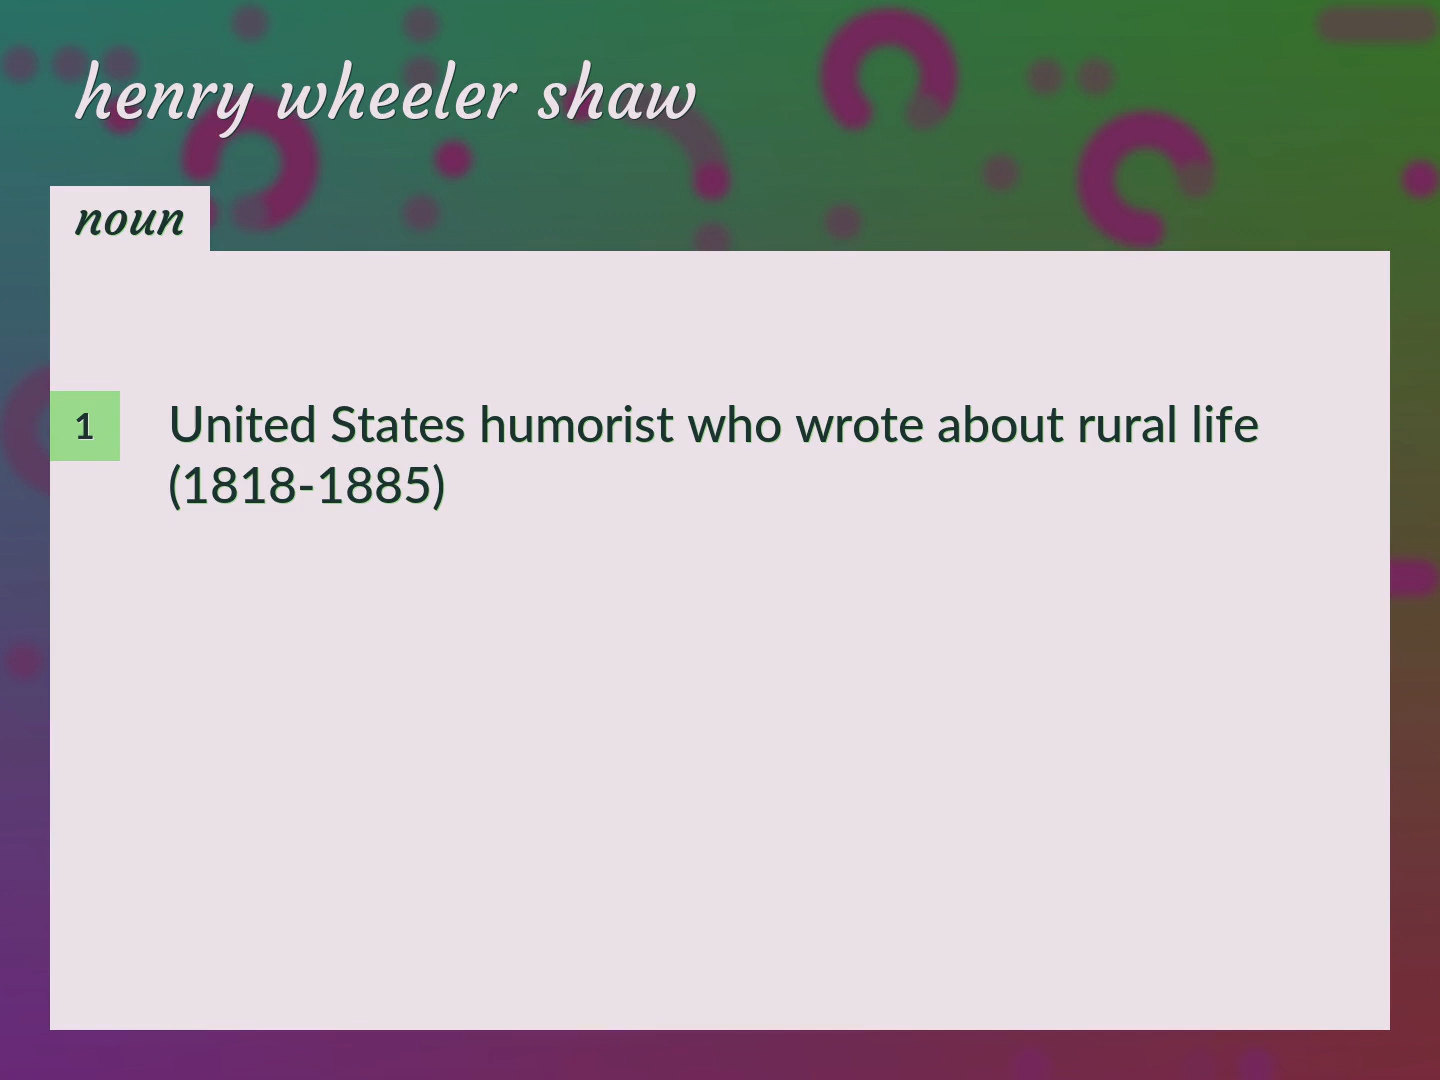 henry wheeler shaw
noun
1
United States humorist who wrote about rural life
(1818-1885)